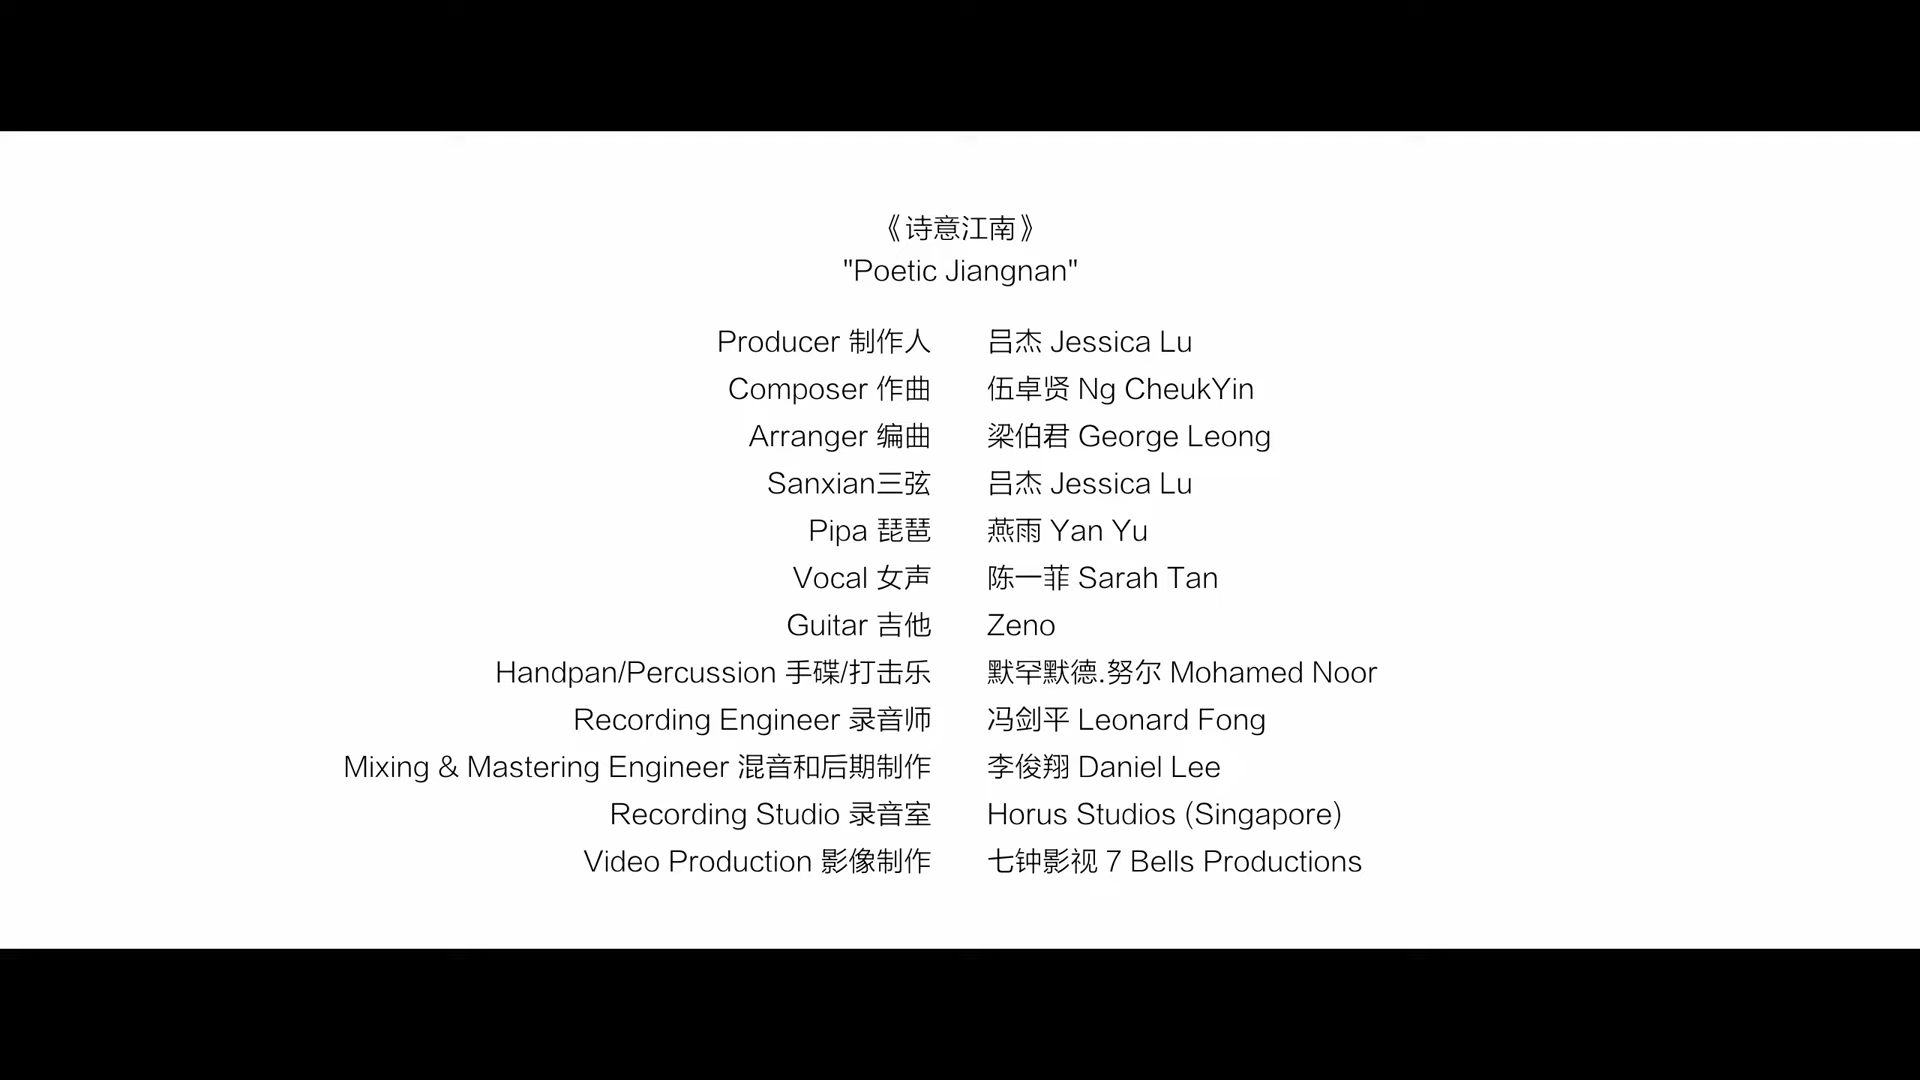 《诗意江南》
"Poetic Jiangnan"
Producer 制作人 吕杰 Jessica Lu
Composer 作曲 伍卓贤 Ng CheukYin
Arranger 编曲 梁伯君 George Leong
Sanxian三弦 吕杰 Jessica Lu
Pipa 琵琶 燕雨 Yan Yu
Vocal 女声 陈一菲 Sarah Tan
Guitar 吉他 Zeno
Handpan/Percussion 手碟/打击乐 默罕默德.努尔 Mohamed Noor
Recording Engineer 录音师 冯剑平 Leonard Fong
Mixing & Mastering Engineer 混音和后期制作 李俊翔 Daniel Lee
Recording Studio 录音室 Horus Studios (Singapore)
Video Production 影像制作 七钟影视 7 Bells Productions